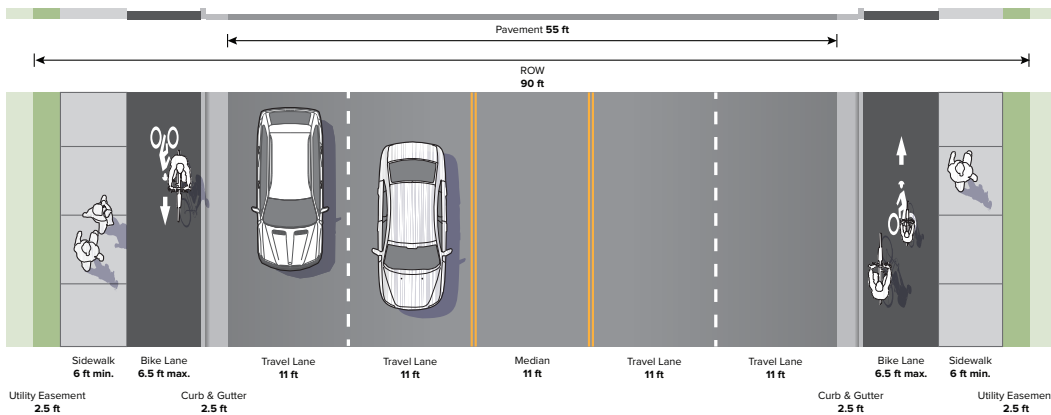 Pavement 55 ft
ROW
90 ft
Sidewalk
6 ft min.
Bike Lane
6.5 ft max.
Travel Lane
11 ft
Travel Lane
11 ft
Median
11 ft
Travel Lane
11 ft
Travel Lane
11 ft
Bike Lane
6.5 ft max.
Sidewalk
6 ft min.
Utility Easement
2.5 ft
Curb & Gutter
2.5 ft
Curb & Gutter
2.5 ft
Utility Easemen
2.5 ft